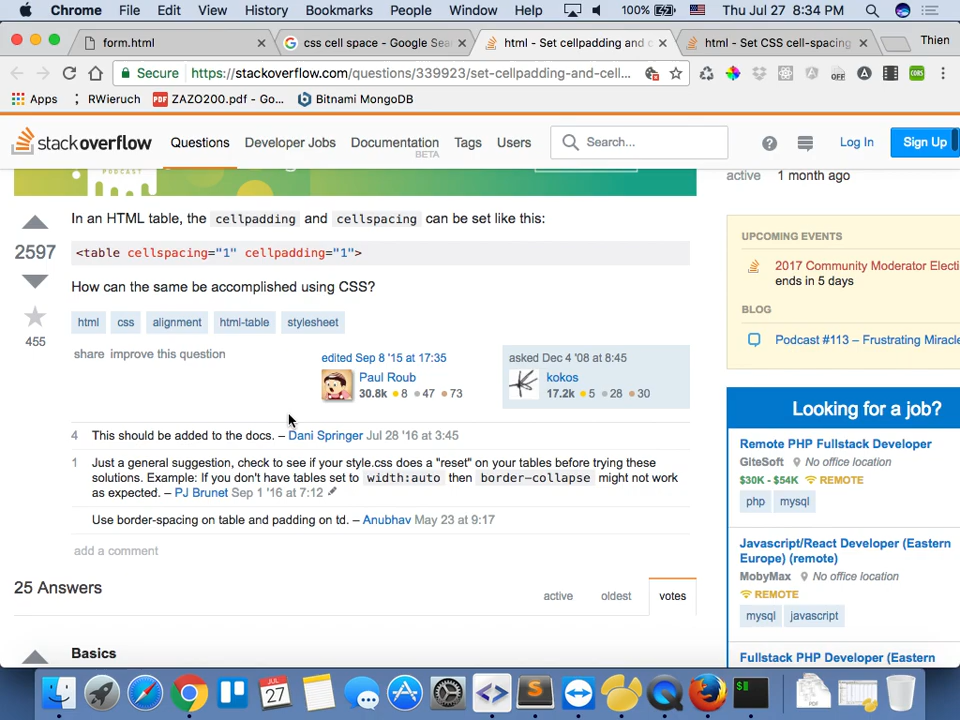 Chrome File Edit View History Bookmarks People Window Help 100% Thu Jul 27 8:34 PM
form.html
css cell space - Google Sea
html - Set cellpadding and c
html - Set CSS cell-spacing
Thien
Secure https://stackoverflow.com/questions/339923/set-cellpadding-and-cell...
Apps RWieruch ZAZO200.pdf - Go... Bitnami MongoDB
stackoverflow Questions Developer Jobs Documentation BETA Tags Users Search... Log In Sign Up
PODCAST
active 1 month ago
In an HTML table, the cellpadding and cellspacing can be set like this:
2597
<table cellspacing="1" cellpadding="1">
How can the same be accomplished using CSS?
455
html css alignment html-table stylesheet
share improve this question
edited Sep 8 '15 at 17:35
Paul Roub
30.8k 8 47 73
asked Dec 4 '08 at 8:45
kokos
17.2k 5 28 30
4 This should be added to the docs. – Dani Springer Jul 28 '16 at 3:45
1 Just a general suggestion, check to see if your style.css does a "reset" on your tables before trying these
solutions. Example: If you don't have tables set to width:auto then border-collapse might not work
as expected. – PJ Brunet Sep 1 '16 at 7:12
Use border-spacing on table and padding on td. – Anubhav May 23 at 9:17
add a comment
25 Answers
active oldest votes
Basics
UPCOMING EVENTS
2017 Community Moderator Electi
ends in 5 days
BLOG
Podcast #113 – Frustrating Miracle
Looking for a job?
Remote PHP Fullstack Developer
GiteSoft No office location
$30K - $54K REMOTE
php mysql
Javascript/React Developer (Eastern
Europe) (remote)
MobyMax No office location
REMOTE
mysql javascript
Fullstack PHP Developer (Eastern
JUL
27